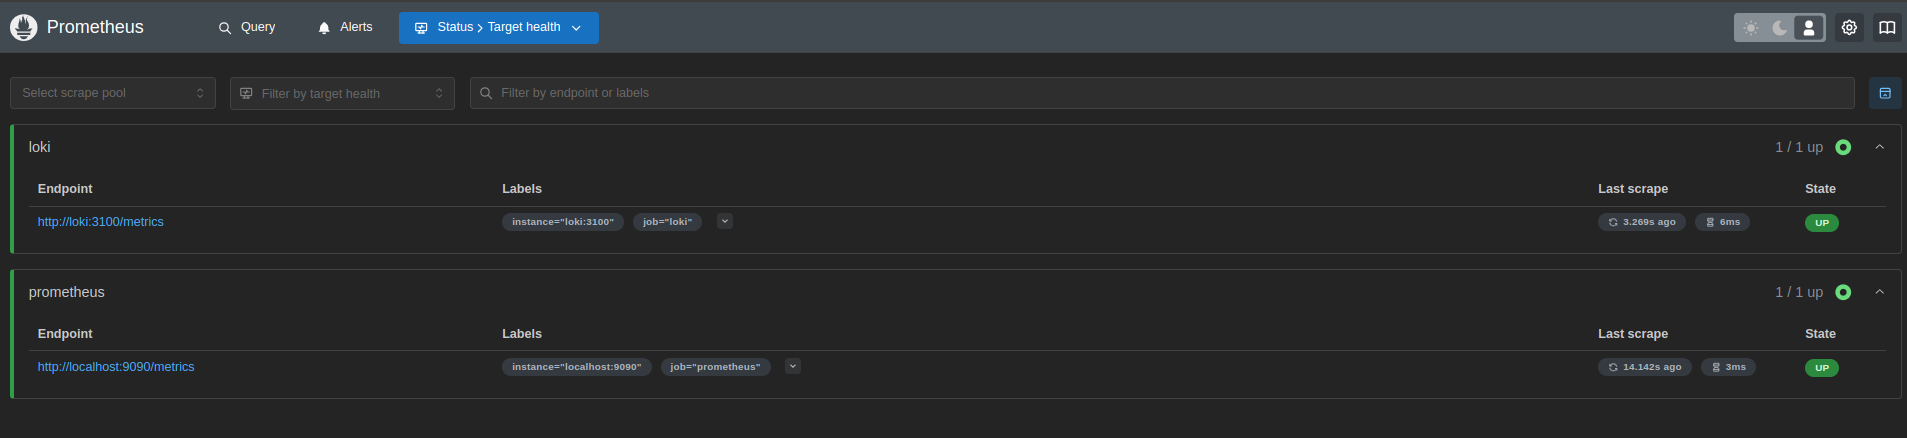 Prometheus Query Alerts Status > Target health
Select scrape pool Filter by target health Filter by endpoint or labels
loki 1 / 1 up
Endpoint Labels Last scrape State
http://loki:3100/metrics instance="loki:3100" job="loki" 3.269s ago 6ms UP
prometheus 1 / 1 up
Endpoint Labels Last scrape State
http://localhost:9090/metrics instance="localhost:9090" job="prometheus" 14.142s ago 3ms UP